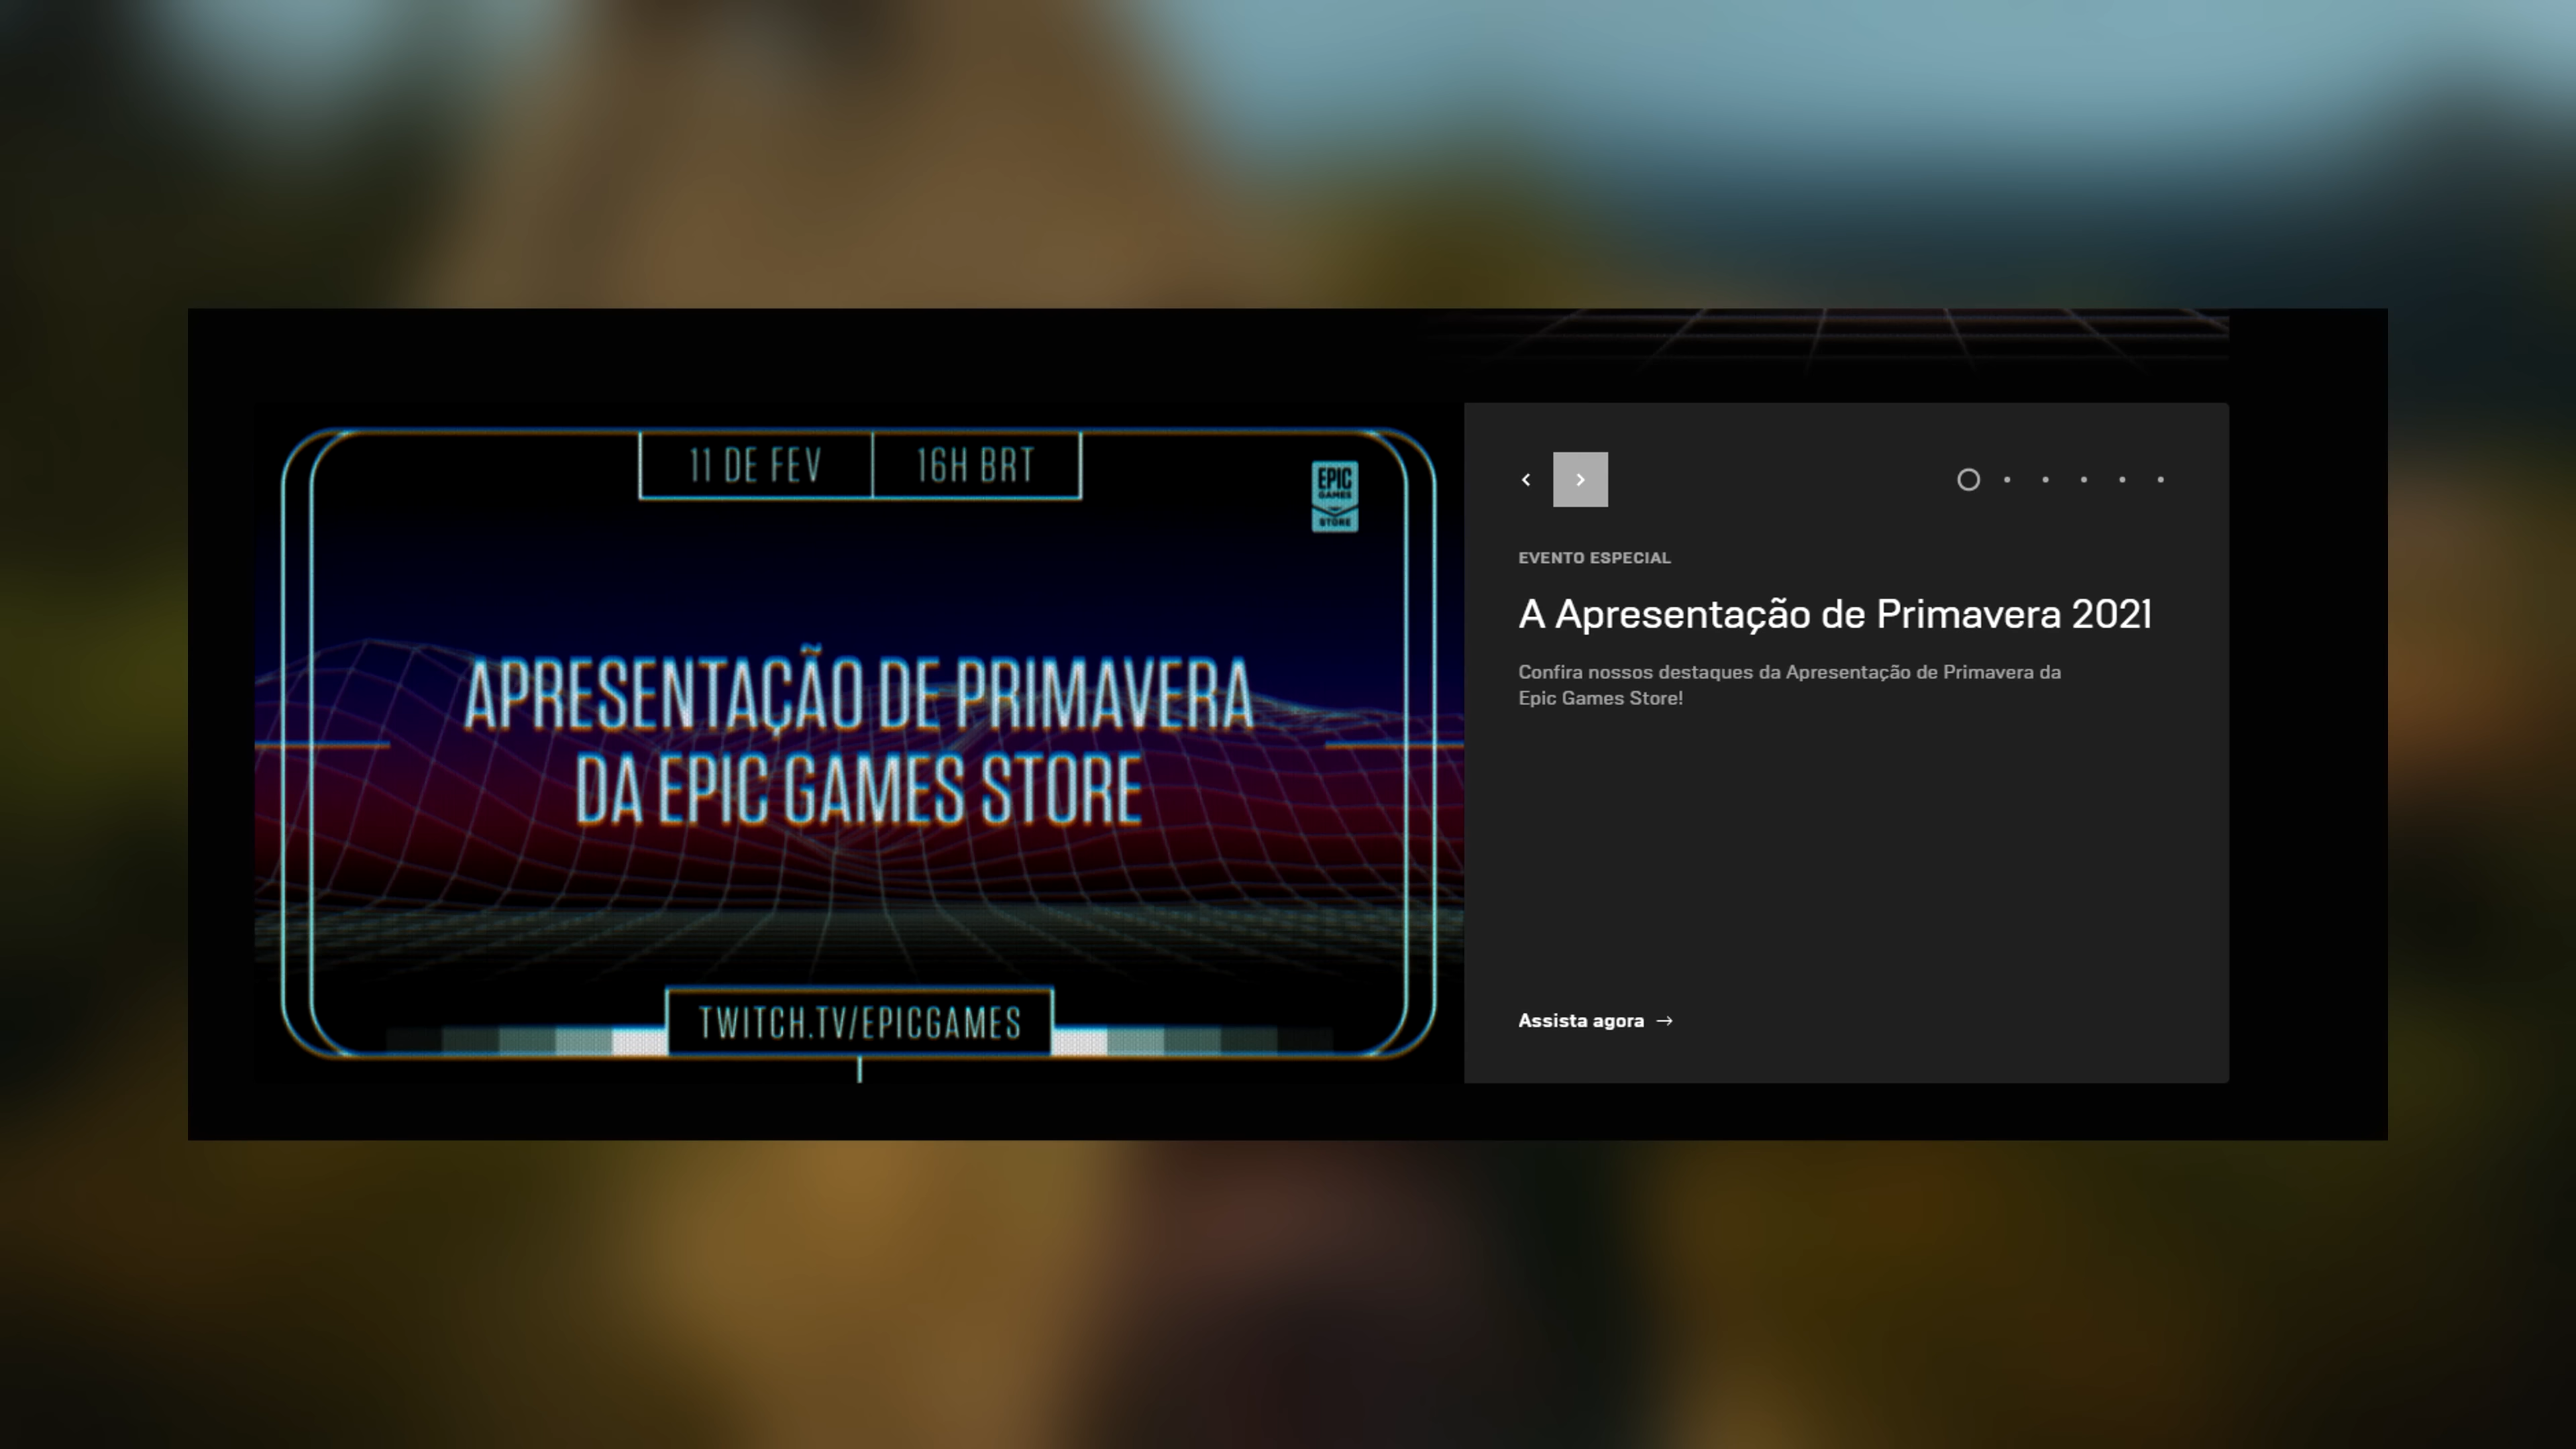 11 DE FEV
16H BRT
EPIC
GAMES
STORE
APRESENTAÇÃO DE PRIMAVERA
DA EPIC GAMES STORE
TWITCH.TV/EPICGAMES
EVENTO ESPECIAL
A Apresentação de Primavera 2021
Confira nossos destaques da Apresentação de Primavera da
Epic Games Store!
Assista agora →